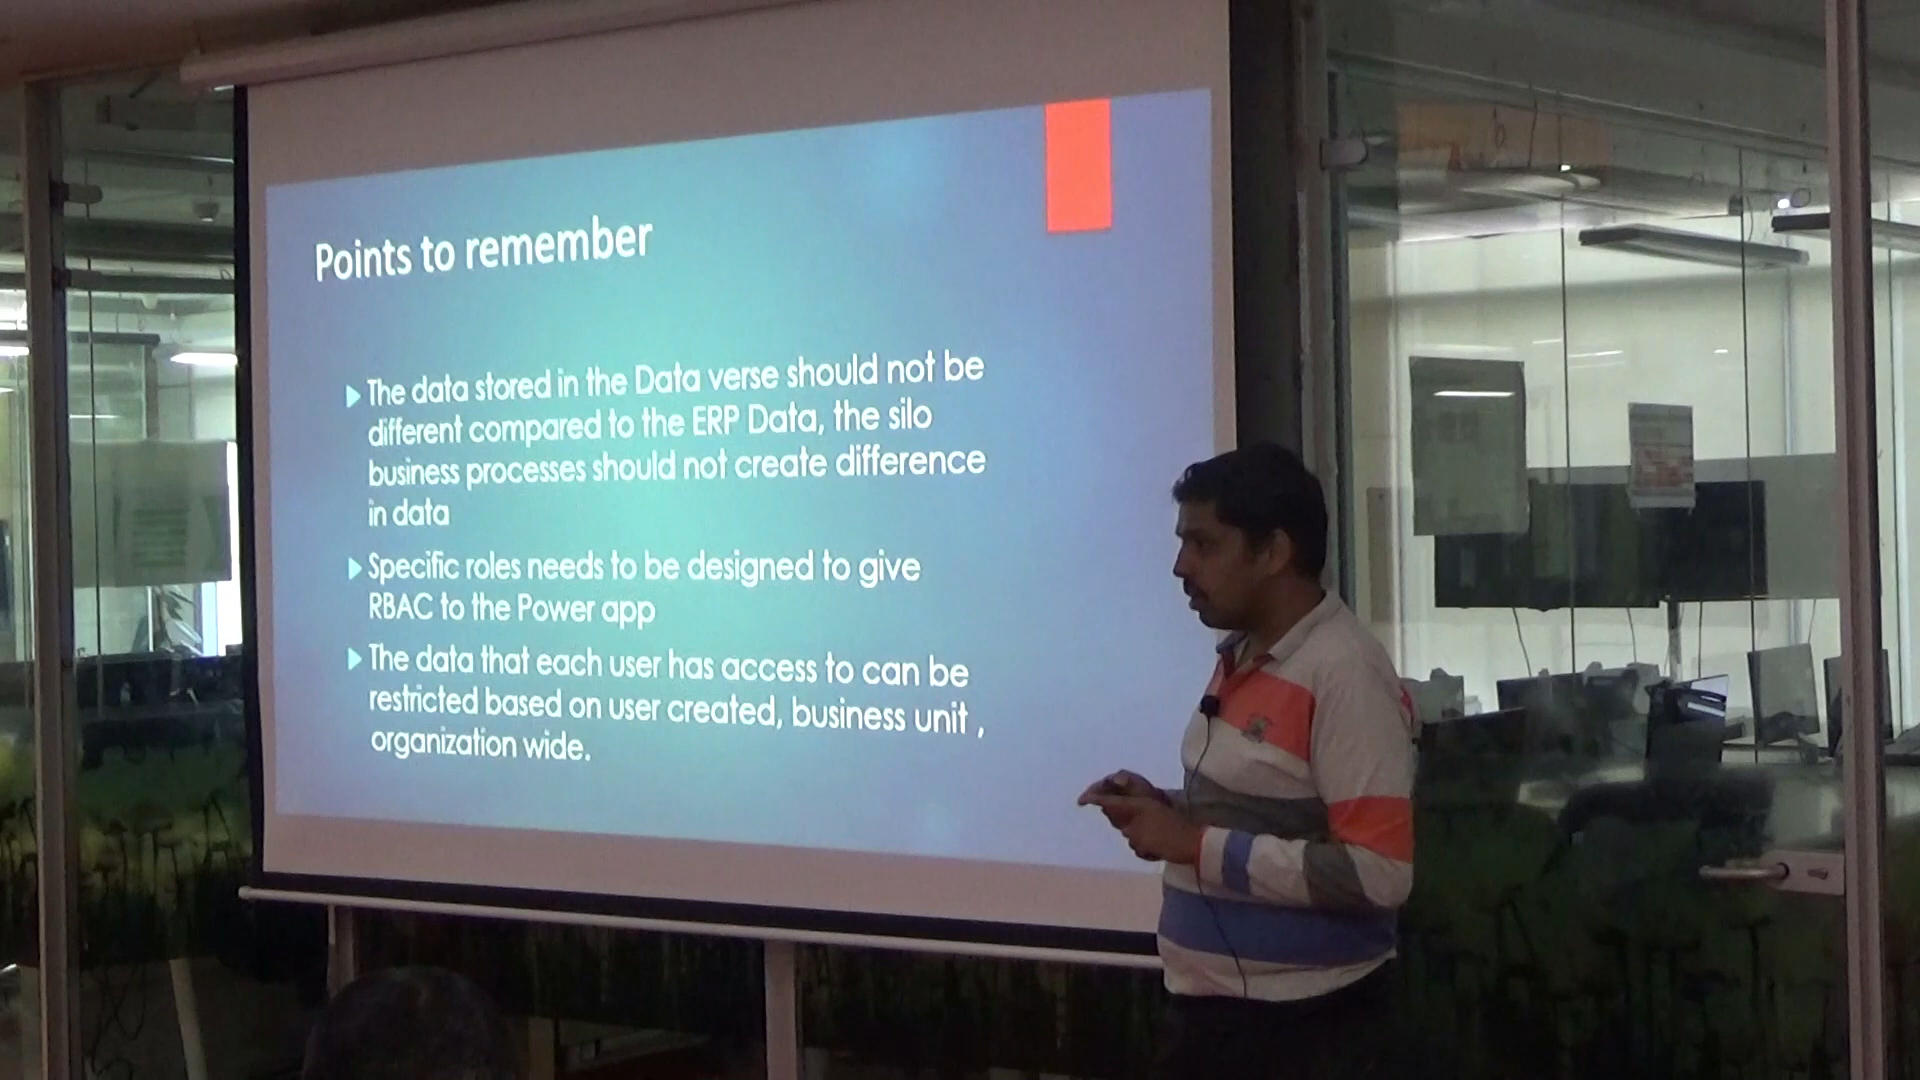 Points to remember
The data stored in the Data verse should not be
different compared to the ERP Data, the silo
business processes should not create difference
in data
Specific roles needs to be designed to give
RBAC to the Power app
The data that each user has access to can be
restricted based on user created, business unit ,
organization wide.